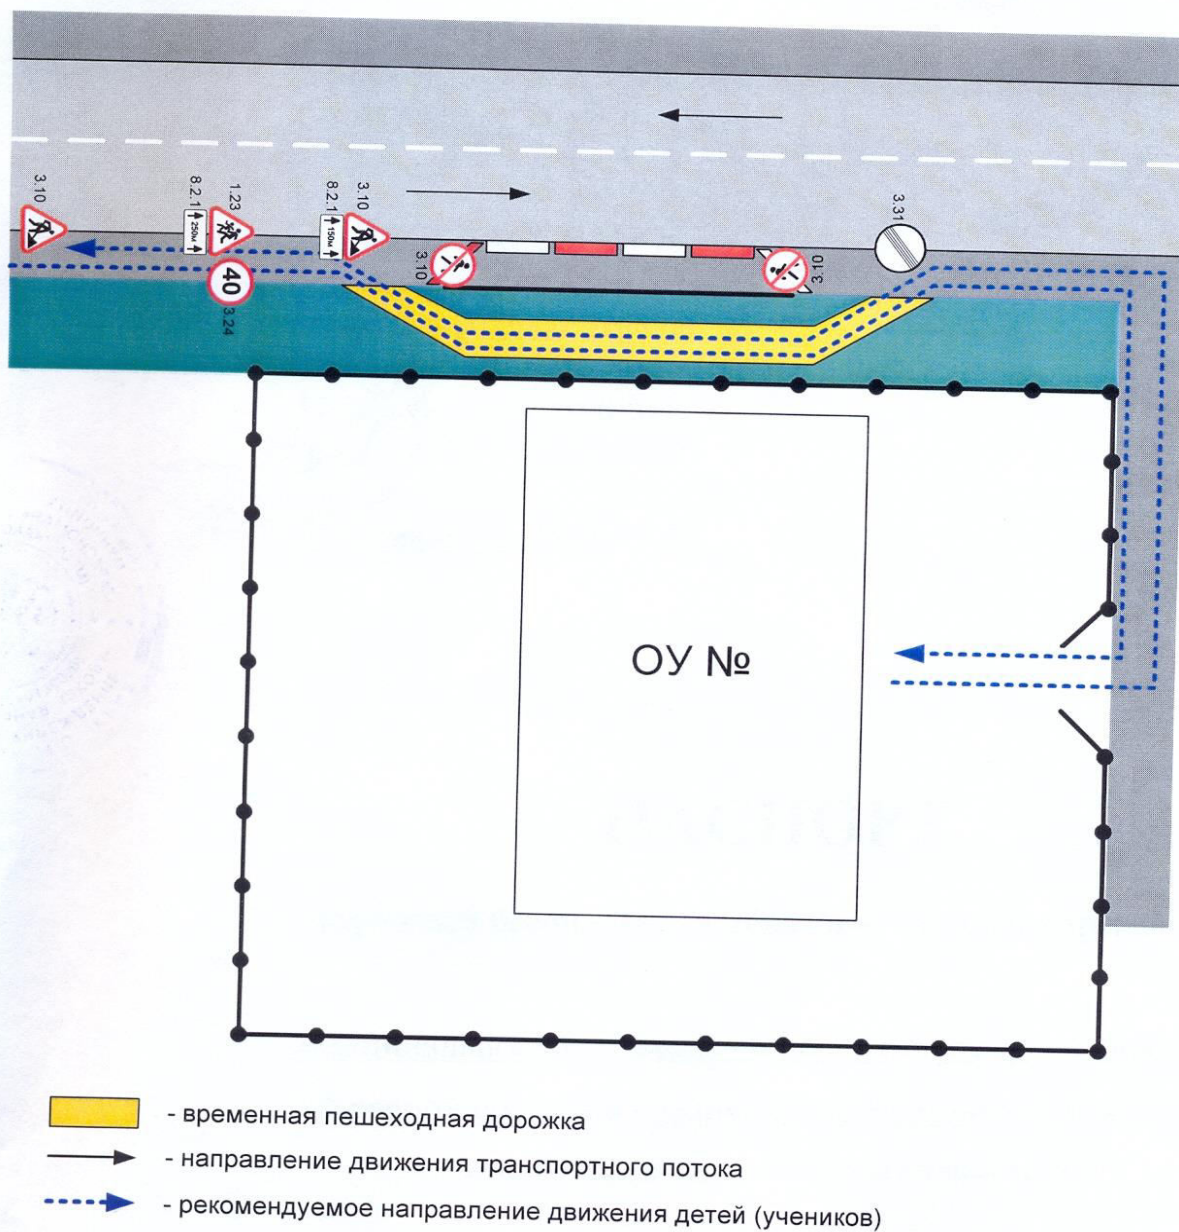 3.10
8.2.1
250м
1.23
40
3.24
8.2.1
150м
3.10
3.10
3.10
3.31
ОУ №
- временная пешеходная дорожка
- направление движения транспортного потока
- рекомендуемое направление движения детей (учеников)